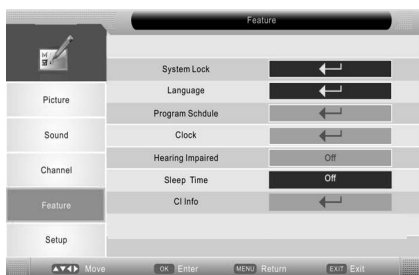 Feature
System Lock
Language
Program Schdule
Clock
Hearing Impaired Off
Sleep Time Off
CI Info
Picture
Sound
Channel
Feature
Setup
Move OK Enter MENU Return EXIT Exit